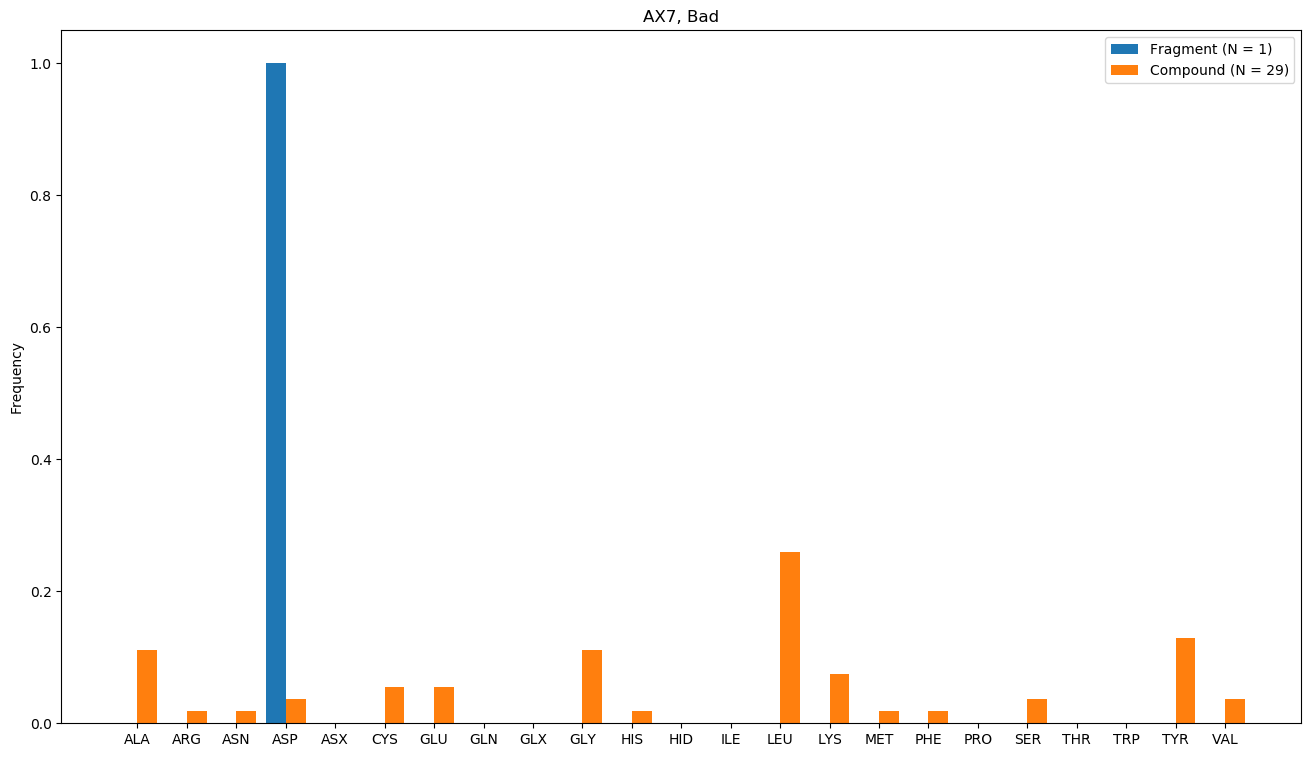 AX7, Bad
Fragment (N = 1)
Compound (N = 29)
Frequency
1.0
0.8
0.6
0.4
0.2
0.0
ALA ARG ASN ASP ASX CYS GLU GLN GLX GLY HIS HID ILE LEU LYS MET PHE PRO SER THR TRP TYR VAL